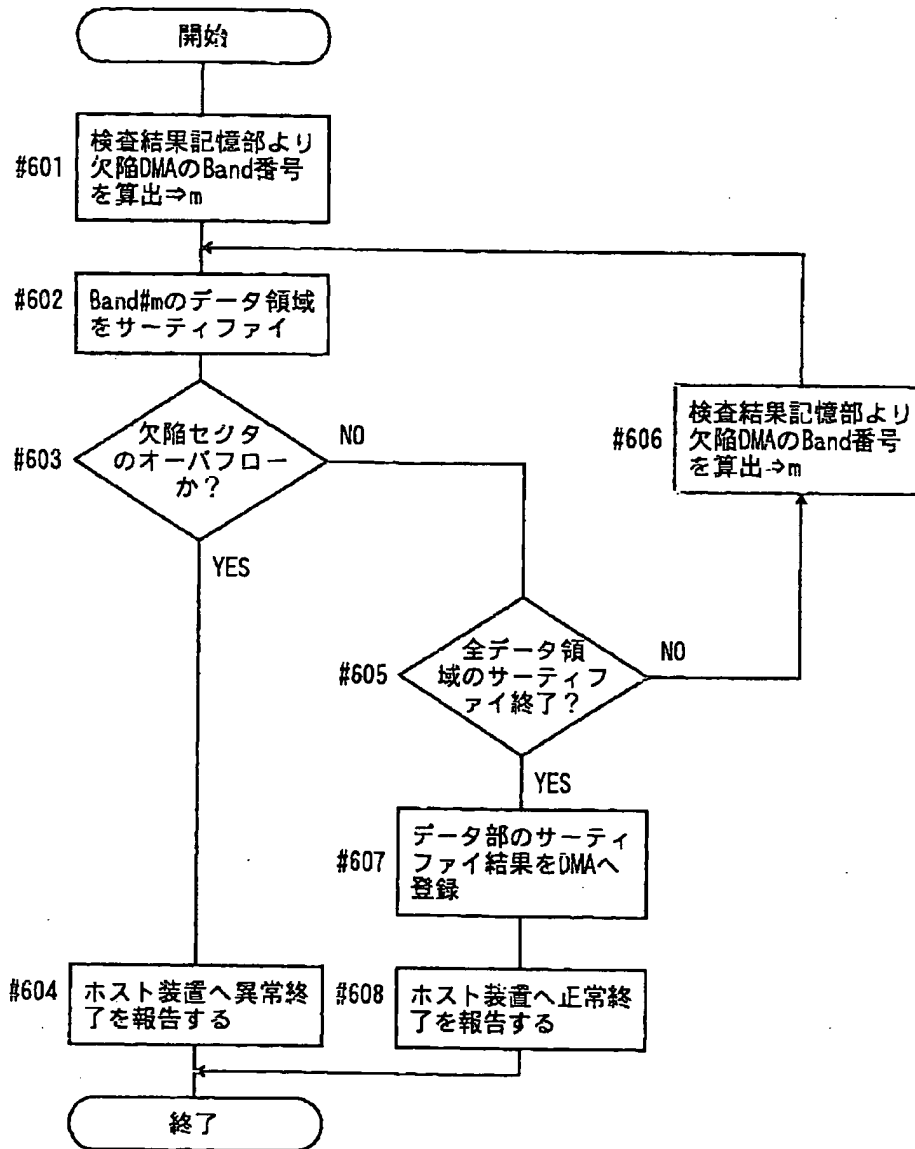 開始
#601
検査結果記憶部より
欠陥DMAのBand番号
を算出⇒m
#602
Band#mのデータ領域
をサーティファイ
#603
欠陥セクタ
のオーバフロー
か?
NO
YES
#606
検査結果記憶部より
欠陥DMAのBand番号
を算出⇒m
#605
全データ領
域のサーティフ
ァイ終了?
NO
YES
#607
データ部のサーティ
ファイ結果をDMAへ
登録
#604
ホスト装置へ異常終
了を報告する
#608
ホスト装置へ正常終
了を報告する
終了